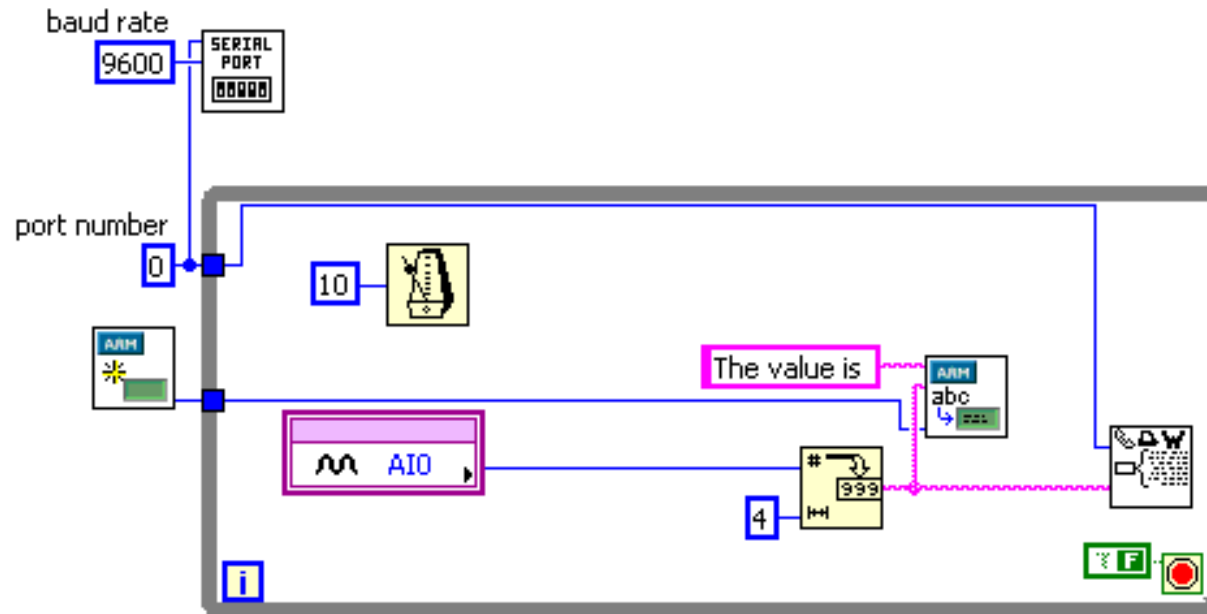 baud rate
9600
SERIAL
PORT
port number
0
10
ARM
The value is
ARM
abc
AI0
#
999
4
W
i
F